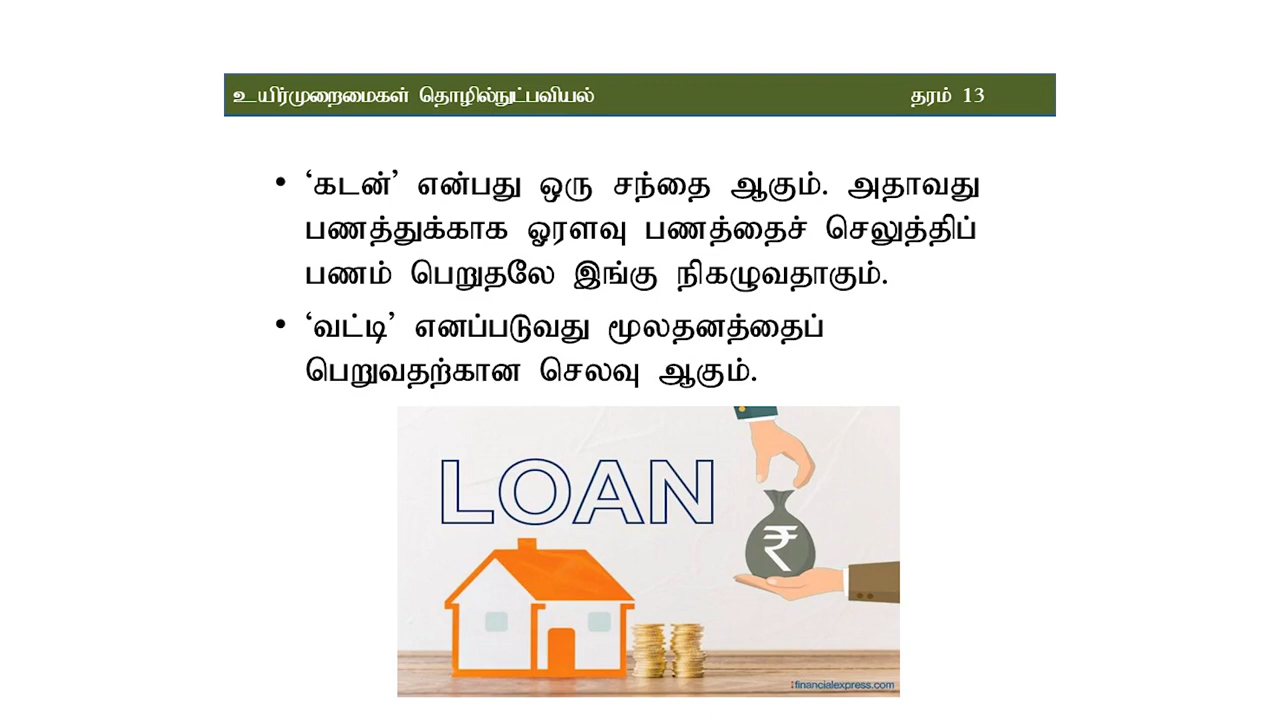 உயிர்முறைமைகள் தொழில்நுட்பவியல் தரம் 13
• ‘கடன்’ என்பது ஒரு சந்தை ஆகும். அதாவது
பணத்துக்காக ஓரளவு பணத்தைச் செலுத்திப்
பணம் பெறுதலே இங்கு நிகழுவதாகும்.
• ‘வட்டி’ எனப்படுவது மூலதனத்தைப்
பெறுவதற்கான செலவு ஆகும்.
LOAN
₹
financialexpress.com